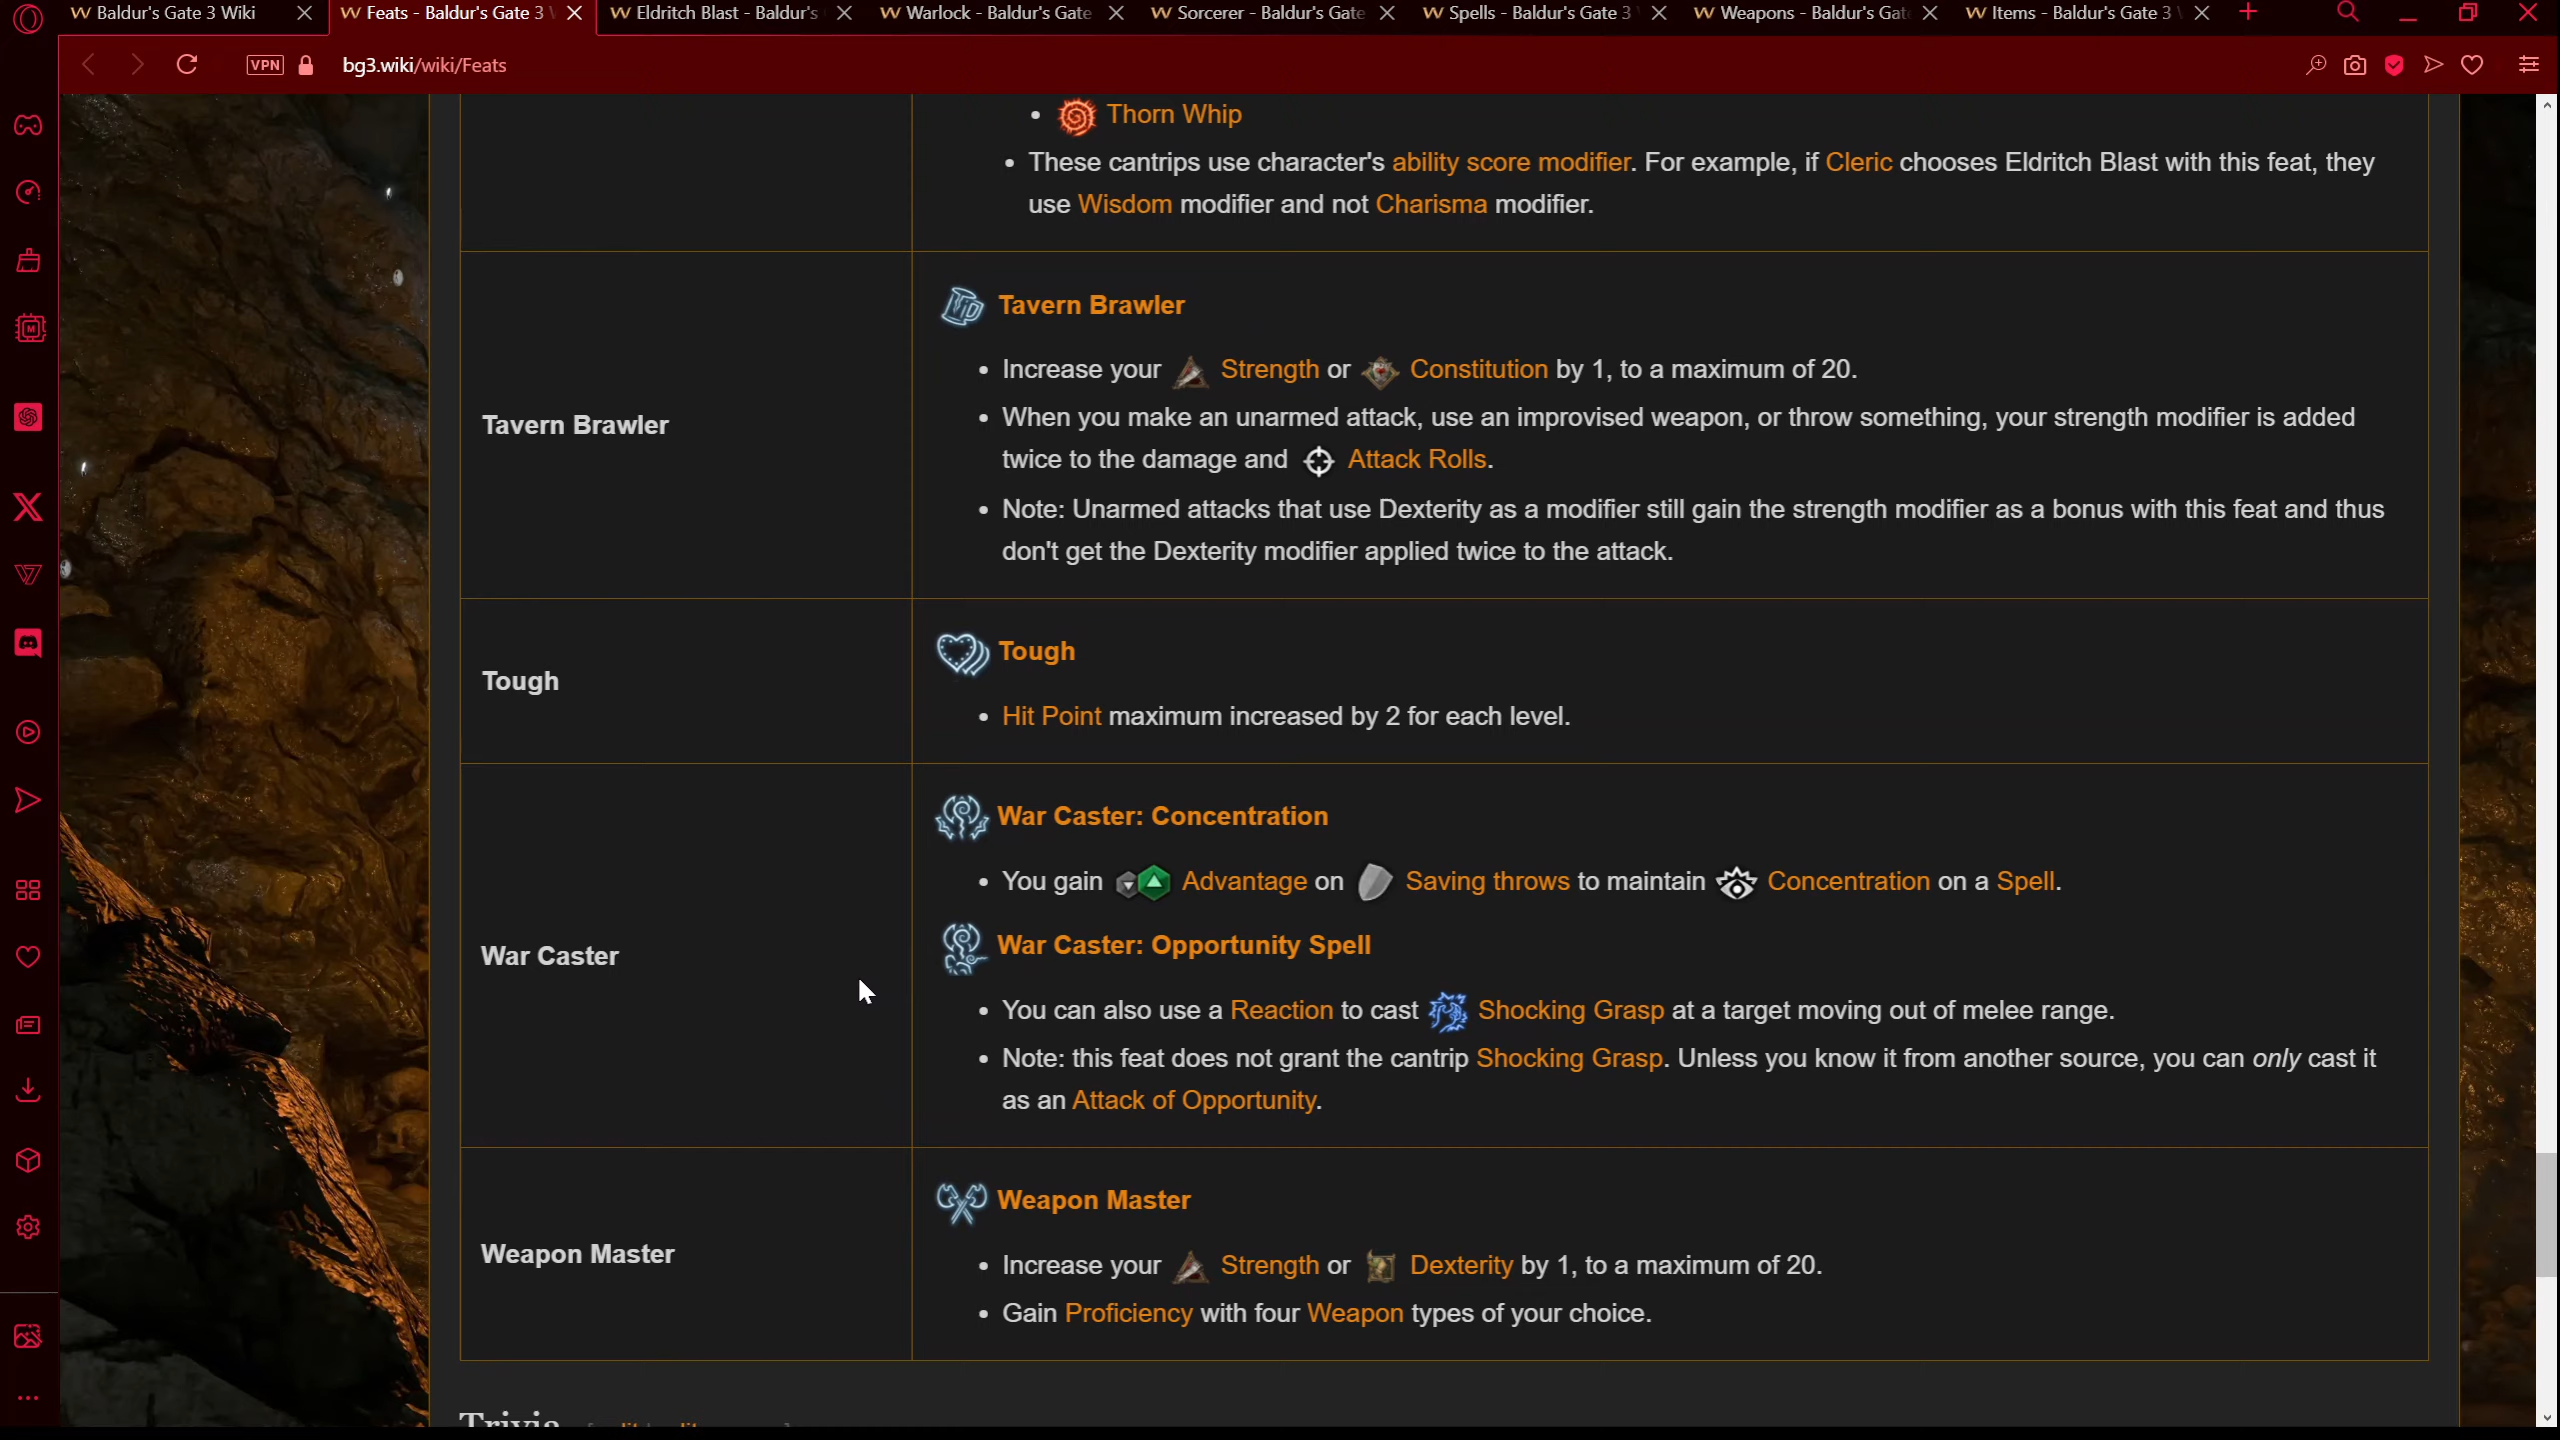 Baldur's Gate 3 Wiki
Feats - Baldur's Gate 3
Eldritch Blast - Baldur's
Warlock - Baldur's Gate
Sorcerer - Baldur's Gate
Spells - Baldur's Gate 3
Weapons - Baldur's Gat
Items - Baldur's Gate 3
VPN
bg3.wiki/wiki/Feats
Thorn Whip
These cantrips use character's ability score modifier. For example, if Cleric chooses Eldritch Blast with this feat, they
use Wisdom modifier and not Charisma modifier.
Tavern Brawler
Tavern Brawler
Increase your Strength or Constitution by 1, to a maximum of 20.
When you make an unarmed attack, use an improvised weapon, or throw something, your strength modifier is added
twice to the damage and Attack Rolls.
Note: Unarmed attacks that use Dexterity as a modifier still gain the strength modifier as a bonus with this feat and thus
don't get the Dexterity modifier applied twice to the attack.
Tough
Tough
Hit Point maximum increased by 2 for each level.
War Caster
War Caster: Concentration
You gain Advantage on Saving throws to maintain Concentration on a Spell.
War Caster: Opportunity Spell
You can also use a Reaction to cast Shocking Grasp at a target moving out of melee range.
Note: this feat does not grant the cantrip Shocking Grasp. Unless you know it from another source, you can only cast it
as an Attack of Opportunity.
Weapon Master
Weapon Master
Increase your Strength or Dexterity by 1, to a maximum of 20.
Gain Proficiency with four Weapon types of your choice.
Trivia